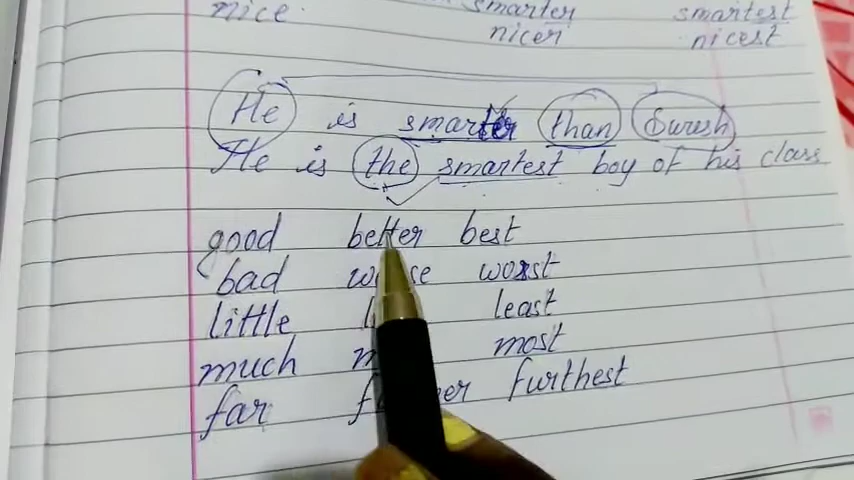 nice smarter smartest
nicer nicest
He is smarter than Suresh
He is the smartest boy of his class
good better best
bad worst
little least
much most
far furthest